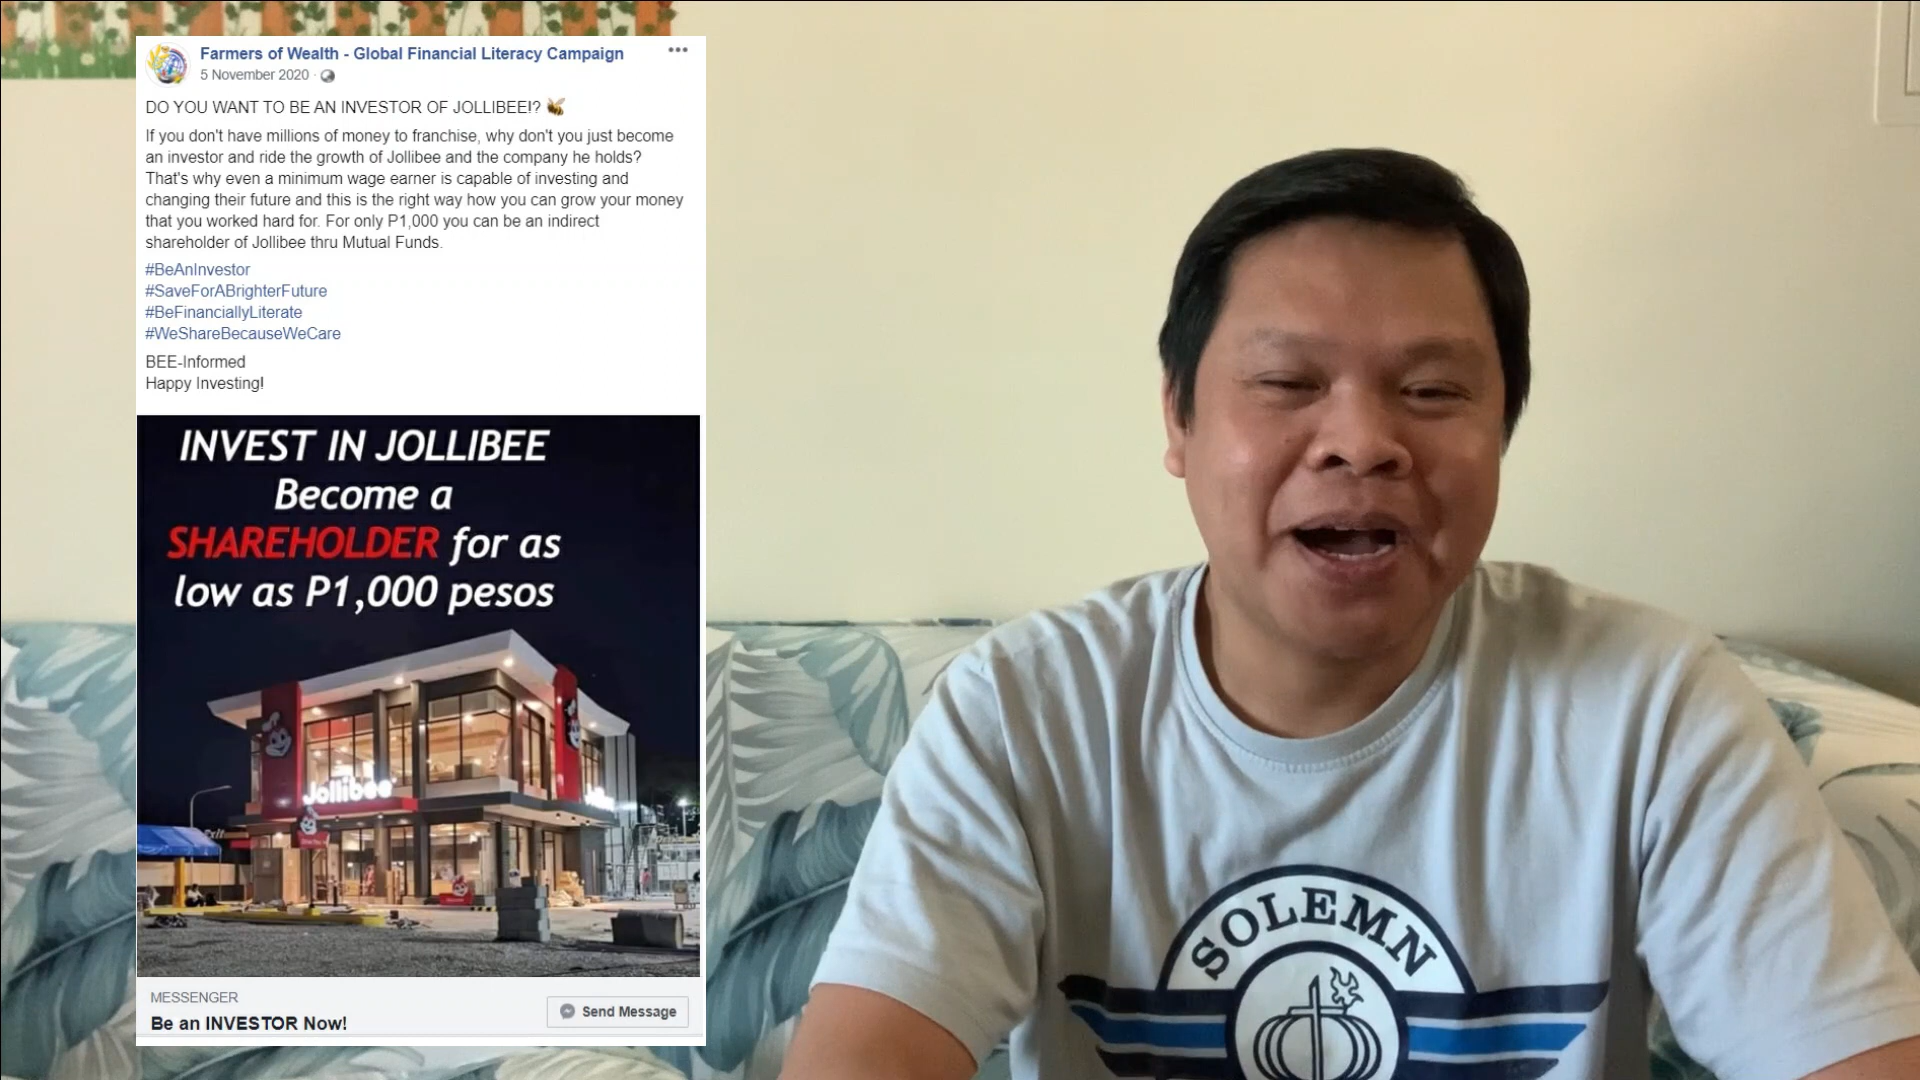 Farmers of Wealth - Global Financial Literacy Campaign
5 November 2020
DO YOU WANT TO BE AN INVESTOR OF JOLLIBEE!?
If you don't have millions of money to franchise, why don't you just become
an investor and ride the growth of Jollibee and the company he holds?
That's why even a minimum wage earner is capable of investing and
changing their future and this is the right way how you can grow your money
that you worked hard for. For only P1,000 you can be an indirect
shareholder of Jollibee thru Mutual Funds.
#BeAnInvestor
#SaveForABrighterFuture
#BeFinanciallyLiterate
#WeShareBecauseWeCare
BEE-Informed
Happy Investing!
INVEST IN JOLLIBEE
Become a
SHAREHOLDER for as
low as P1,000 pesos
Jollibee
MESSENGER
Be an INVESTOR Now!
Send Message
SOLEMN